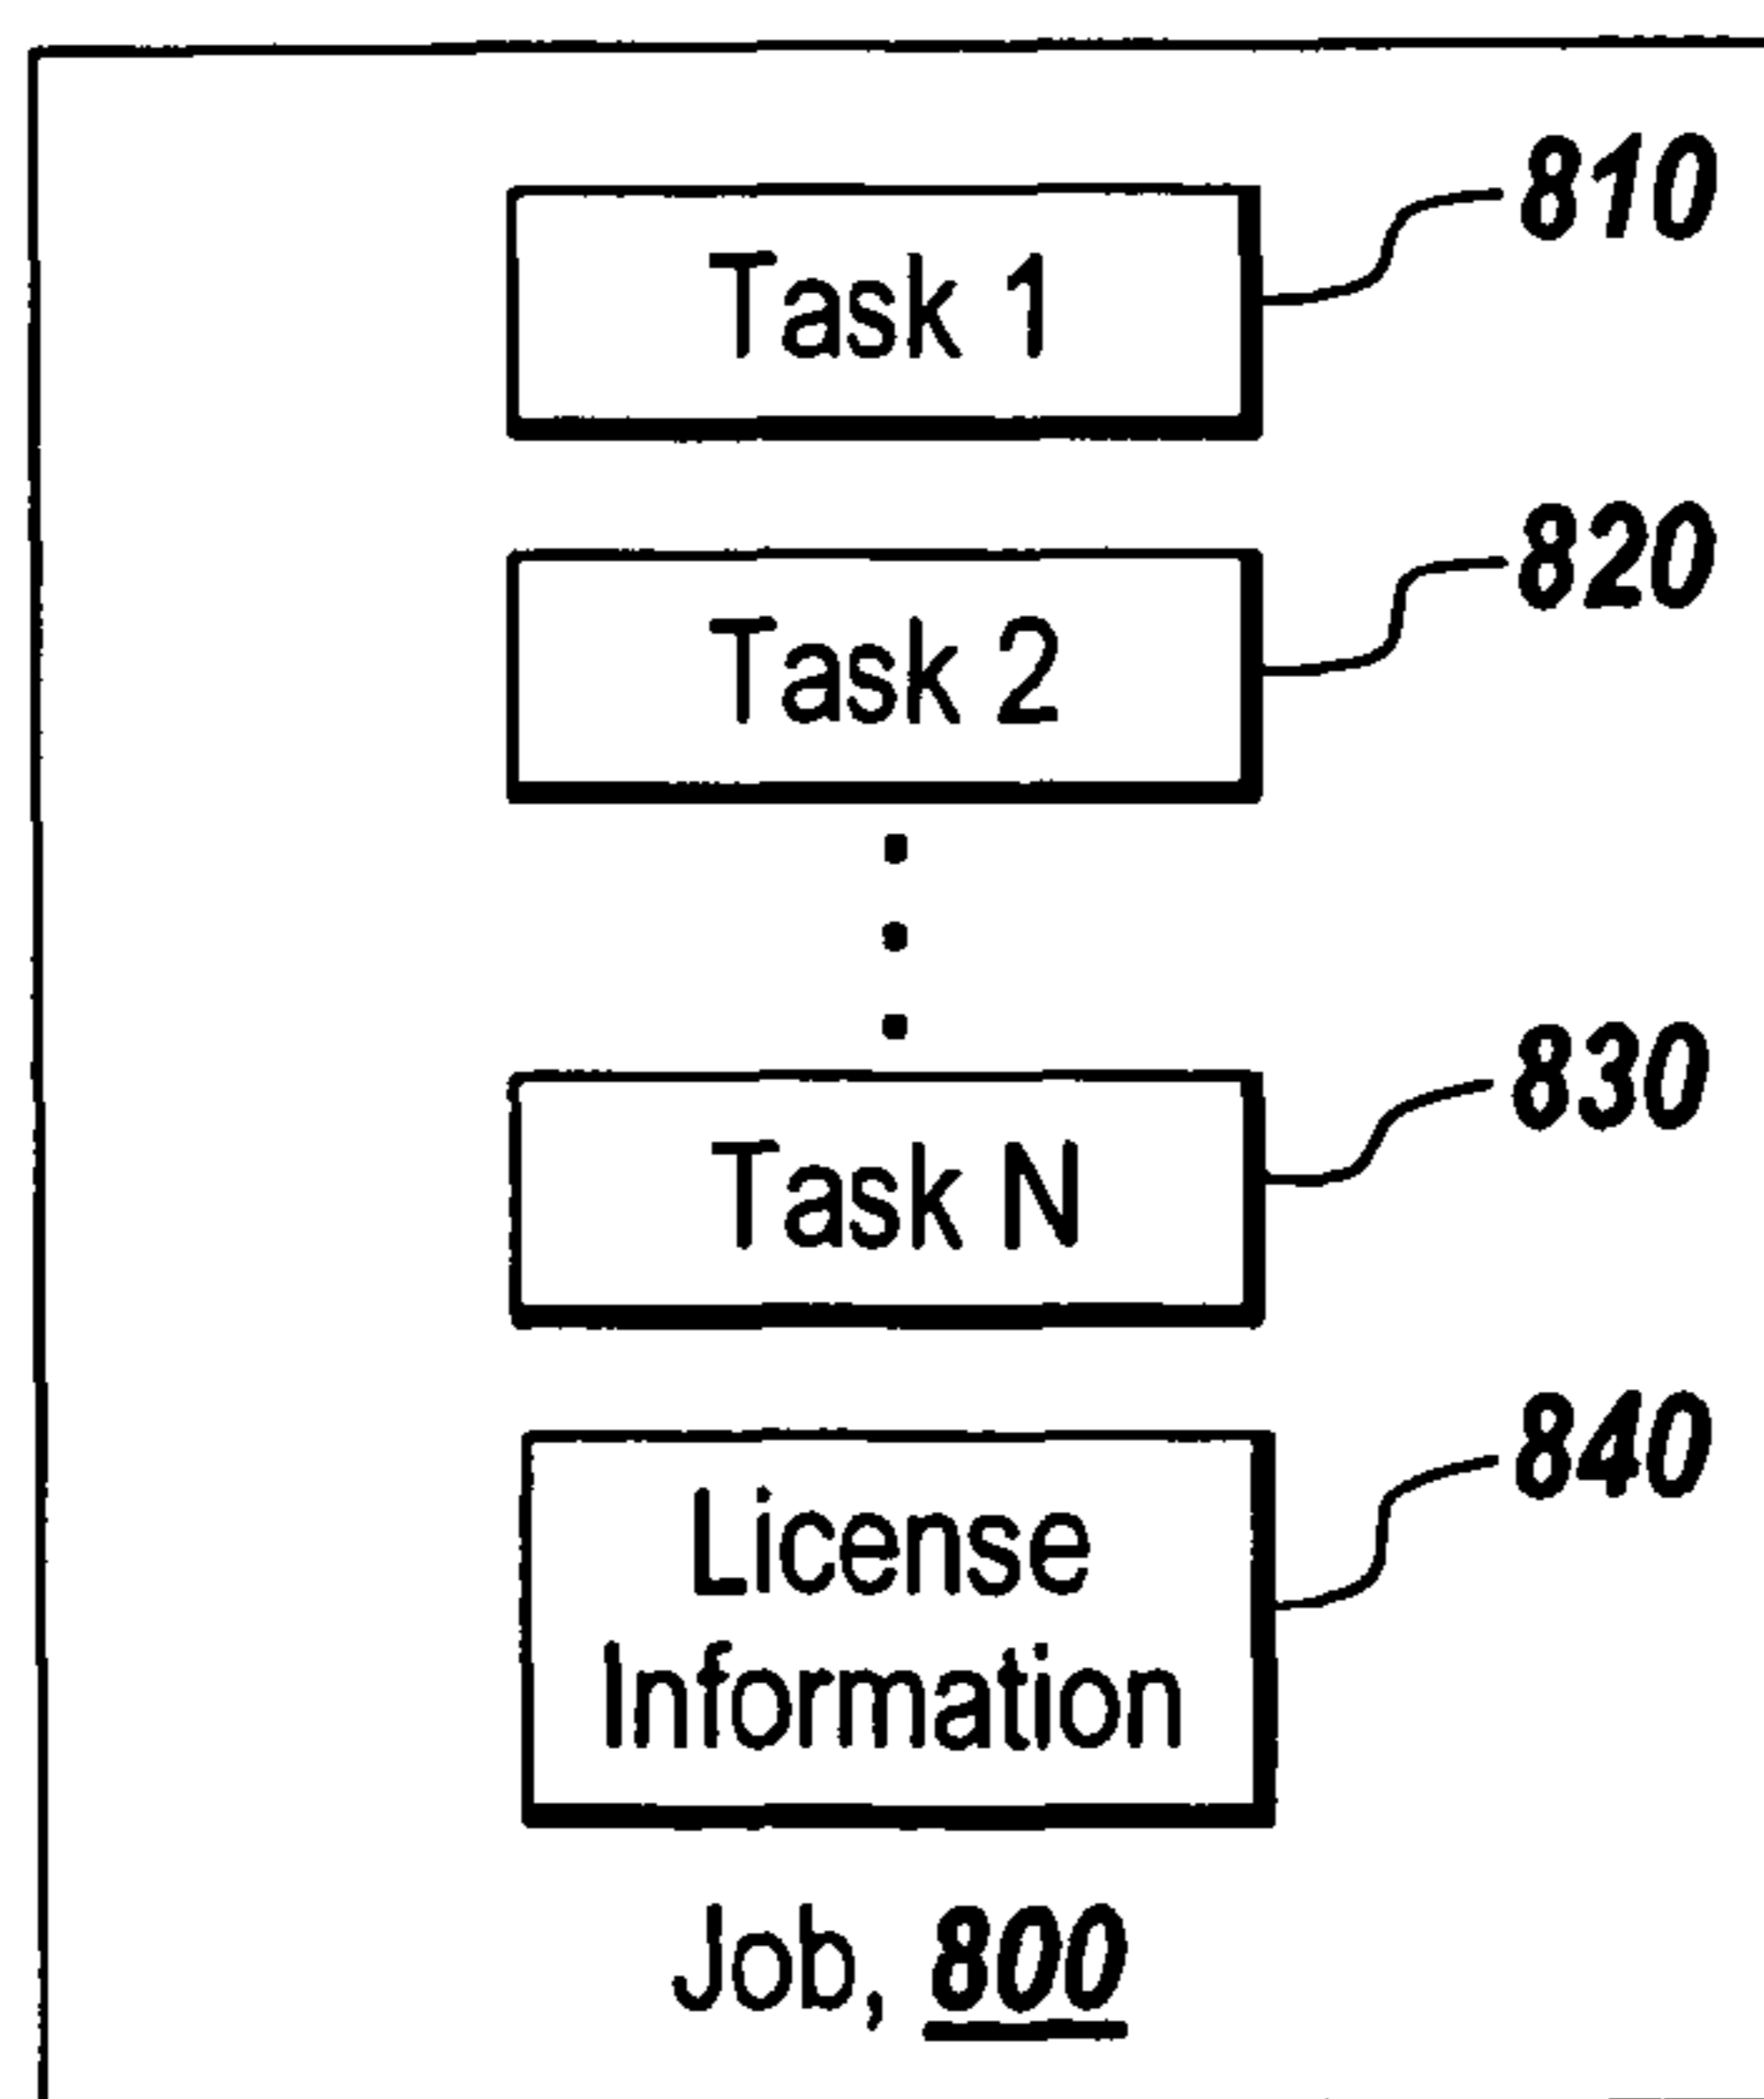 810
Task 1
820
Task 2
830
Task N
840
License
Information
Job, 800